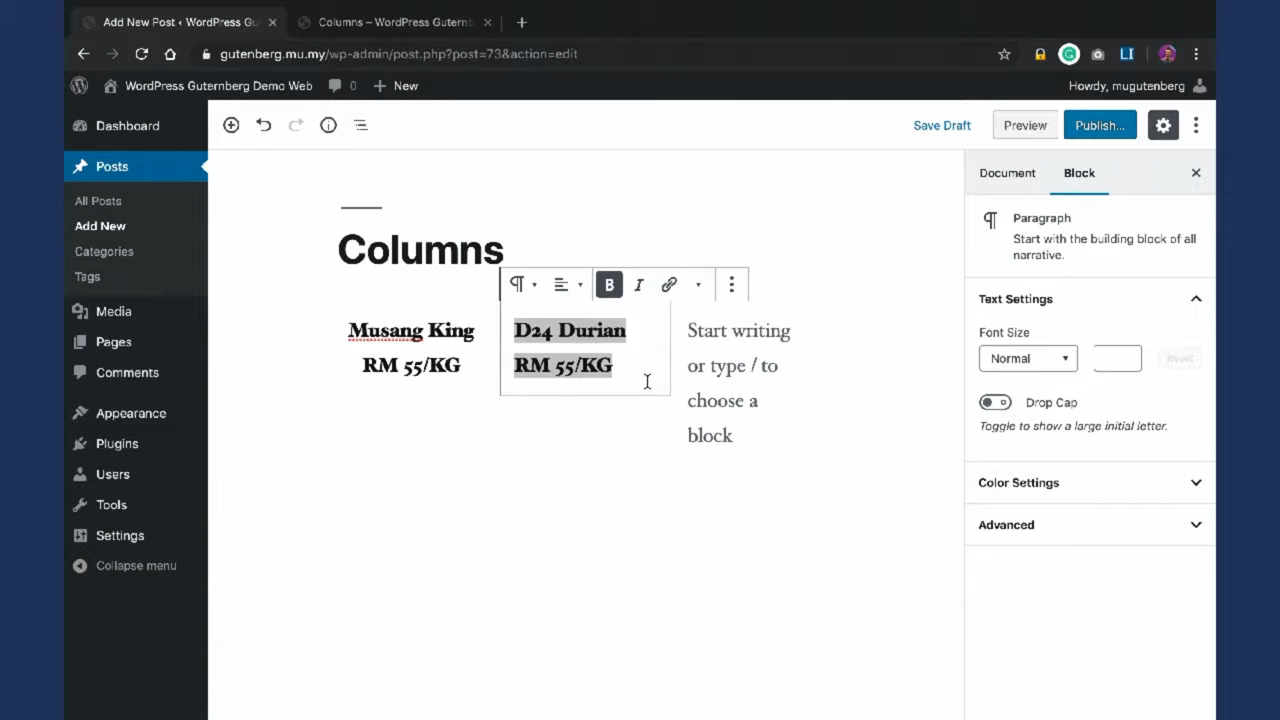 Add New Post ‹ WordPress Gu
Columns – WordPress Gutenb
gutenberg.mu.my/wp-admin/post.php?post=73&action=edit
LI
WordPress Gutenberg Demo Web
0
New
Howdy, mugutenberg
Dashboard
Posts
All Posts
Add New
Categories
Tags
Media
Pages
Comments
Appearance
Plugins
Users
Tools
Settings
Collapse menu
Save Draft
Preview
Publish...
Columns
B
I
Musang King
RM 55/KG
D24 Durian
RM 55/KG
Start writing
or type / to
choose a
block
Document
Block
Paragraph
Start with the building block of all
narrative.
Text Settings
Font Size
Normal
Reset
Drop Cap
Toggle to show a large initial letter.
Color Settings
Advanced